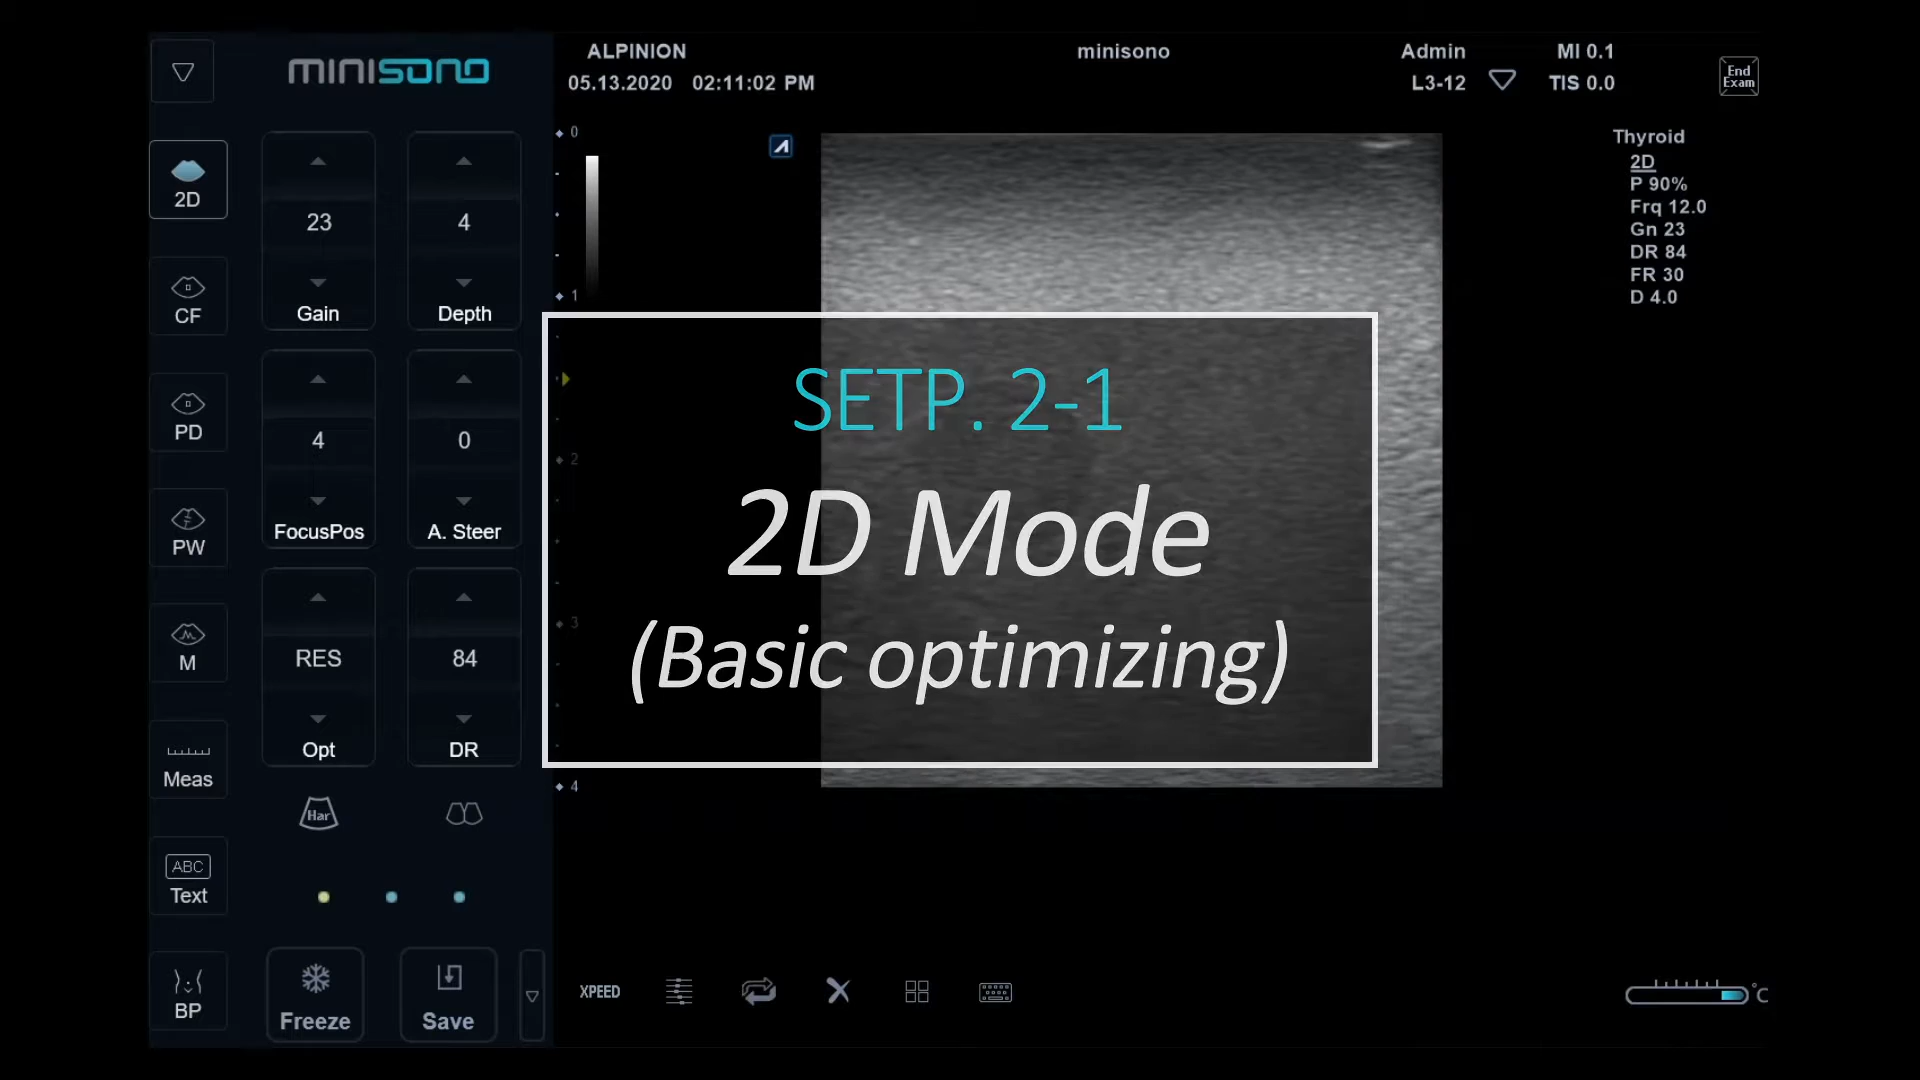 minisono
ALPINION
minisono
Admin
MI 0.1
05.13.2020 02:11:02 PM
L3-12
TIS 0.0
End
Exam
2D
CF
PD
PW
M
Meas
ABC
Text
BP
23
Gain
4
Depth
4
FocusPos
0
A. Steer
RES
Opt
84
DR
Har
Freeze
Save
0
1
2
3
4
SETP. 2-1
2D Mode
(Basic optimizing)
Thyroid
2D
P 90%
Frq 12.0
Gn 23
DR 84
FR 30
D 4.0
XPEED
°C